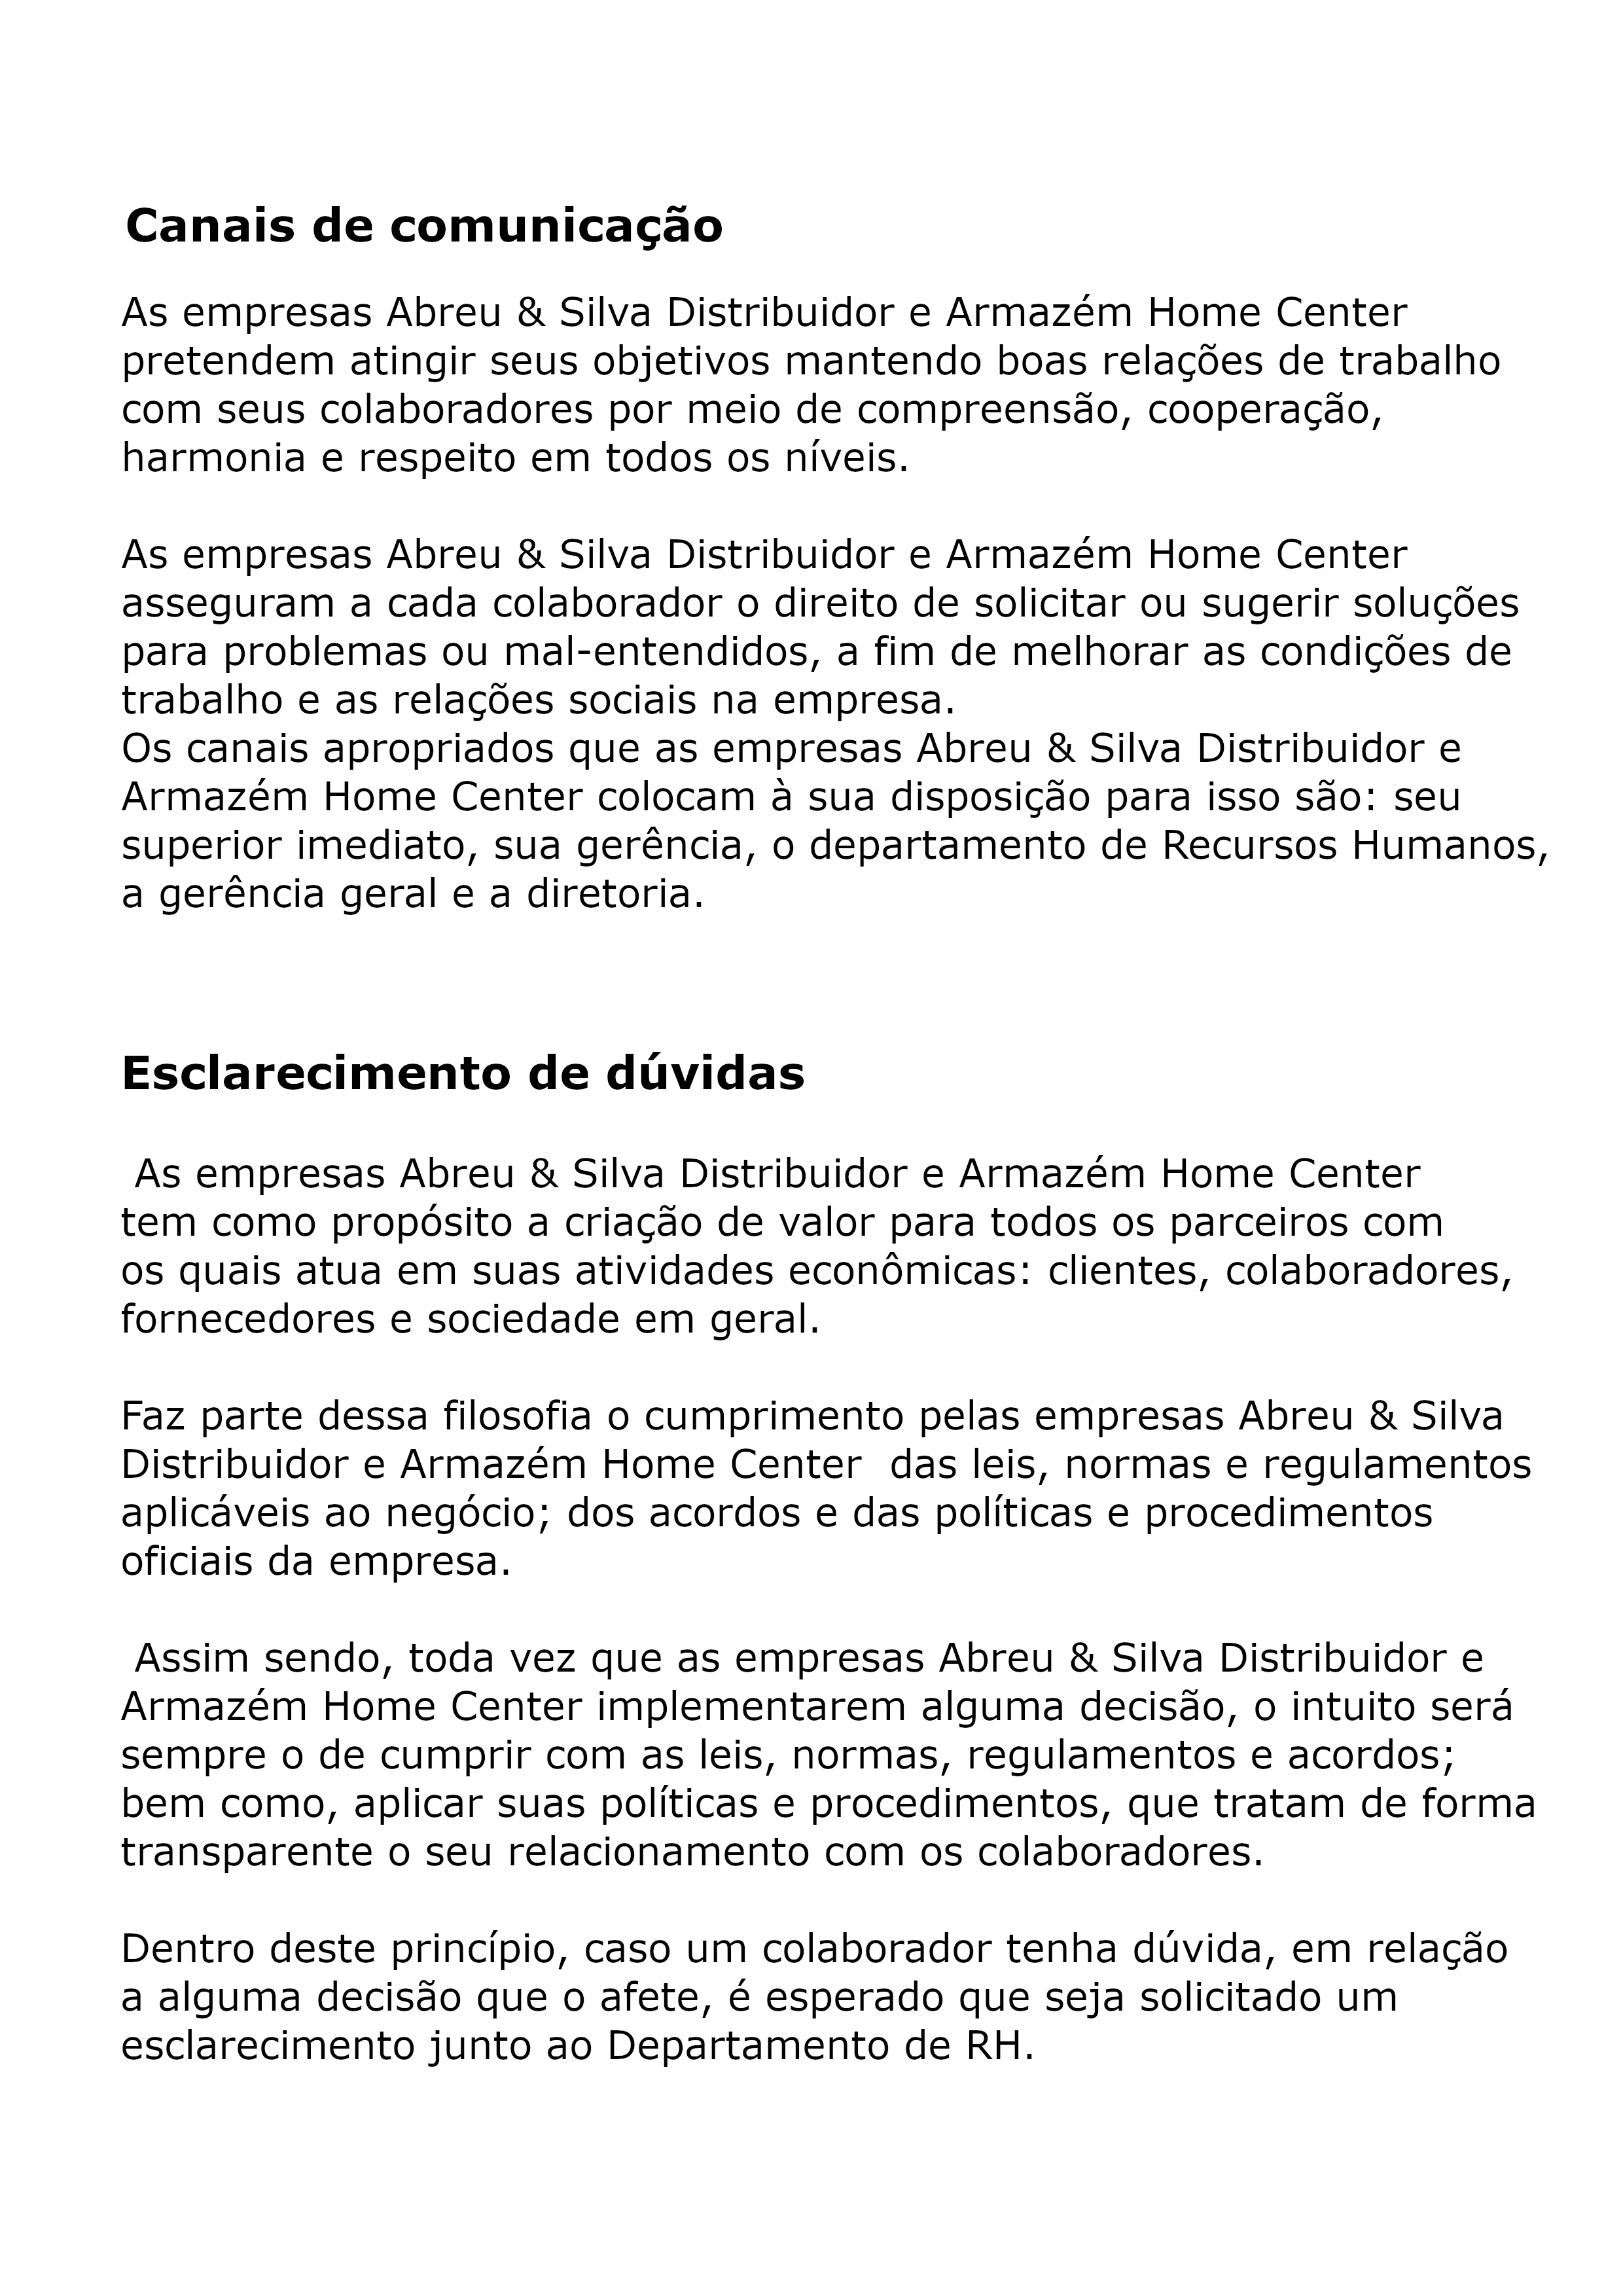 Canais de comunicação
As empresas Abreu & Silva Distribuidor e Armazém Home Center
pretendem atingir seus objetivos mantendo boas relações de trabalho
com seus colaboradores por meio de compreensão, cooperação,
harmonia e respeito em todos os níveis.
As empresas Abreu & Silva Distribuidor e Armazém Home Center
asseguram a cada colaborador o direito de solicitar ou sugerir soluções
para problemas ou mal-entendidos, a fim de melhorar as condições de
trabalho e as relações sociais na empresa.
Os canais apropriados que as empresas Abreu & Silva Distribuidor e
Armazém Home Center colocam à sua disposição para isso são: seu
superior imediato, sua gerência, o departamento de Recursos Humanos,
a gerência geral e a diretoria.
Esclarecimento de dúvidas
As empresas Abreu & Silva Distribuidor e Armazém Home Center
tem como propósito a criação de valor para todos os parceiros com
os quais atua em suas atividades econômicas: clientes, colaboradores,
fornecedores e sociedade em geral.
Faz parte dessa filosofia o cumprimento pelas empresas Abreu & Silva
Distribuidor e Armazém Home Center  das leis, normas e regulamentos
aplicáveis ao negócio; dos acordos e das políticas e procedimentos
oficiais da empresa.
Assim sendo, toda vez que as empresas Abreu & Silva Distribuidor e
Armazém Home Center implementarem alguma decisão, o intuito será
sempre o de cumprir com as leis, normas, regulamentos e acordos;
bem como, aplicar suas políticas e procedimentos, que tratam de forma
transparente o seu relacionamento com os colaboradores.
Dentro deste princípio, caso um colaborador tenha dúvida, em relação
a alguma decisão que o afete, é esperado que seja solicitado um
esclarecimento junto ao Departamento de RH.